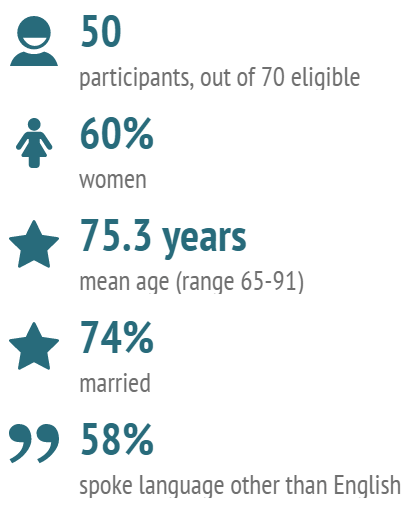 50
participants, out of 70 eligible
60%
women
75.3 years
mean age (range 65-91)
74%
married
58%
spoke language other than English